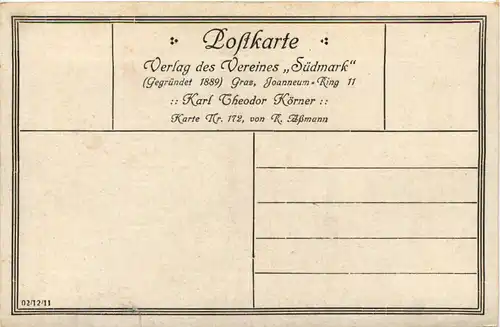 Postkarte
Verlag des Vereines „Südmark“
(Gegründet 1889) Graz, Joanneum-Ring 11
:: Karl Theodor Körner ::
Karte Nr. 172, von R. Aßmann
02/12/11